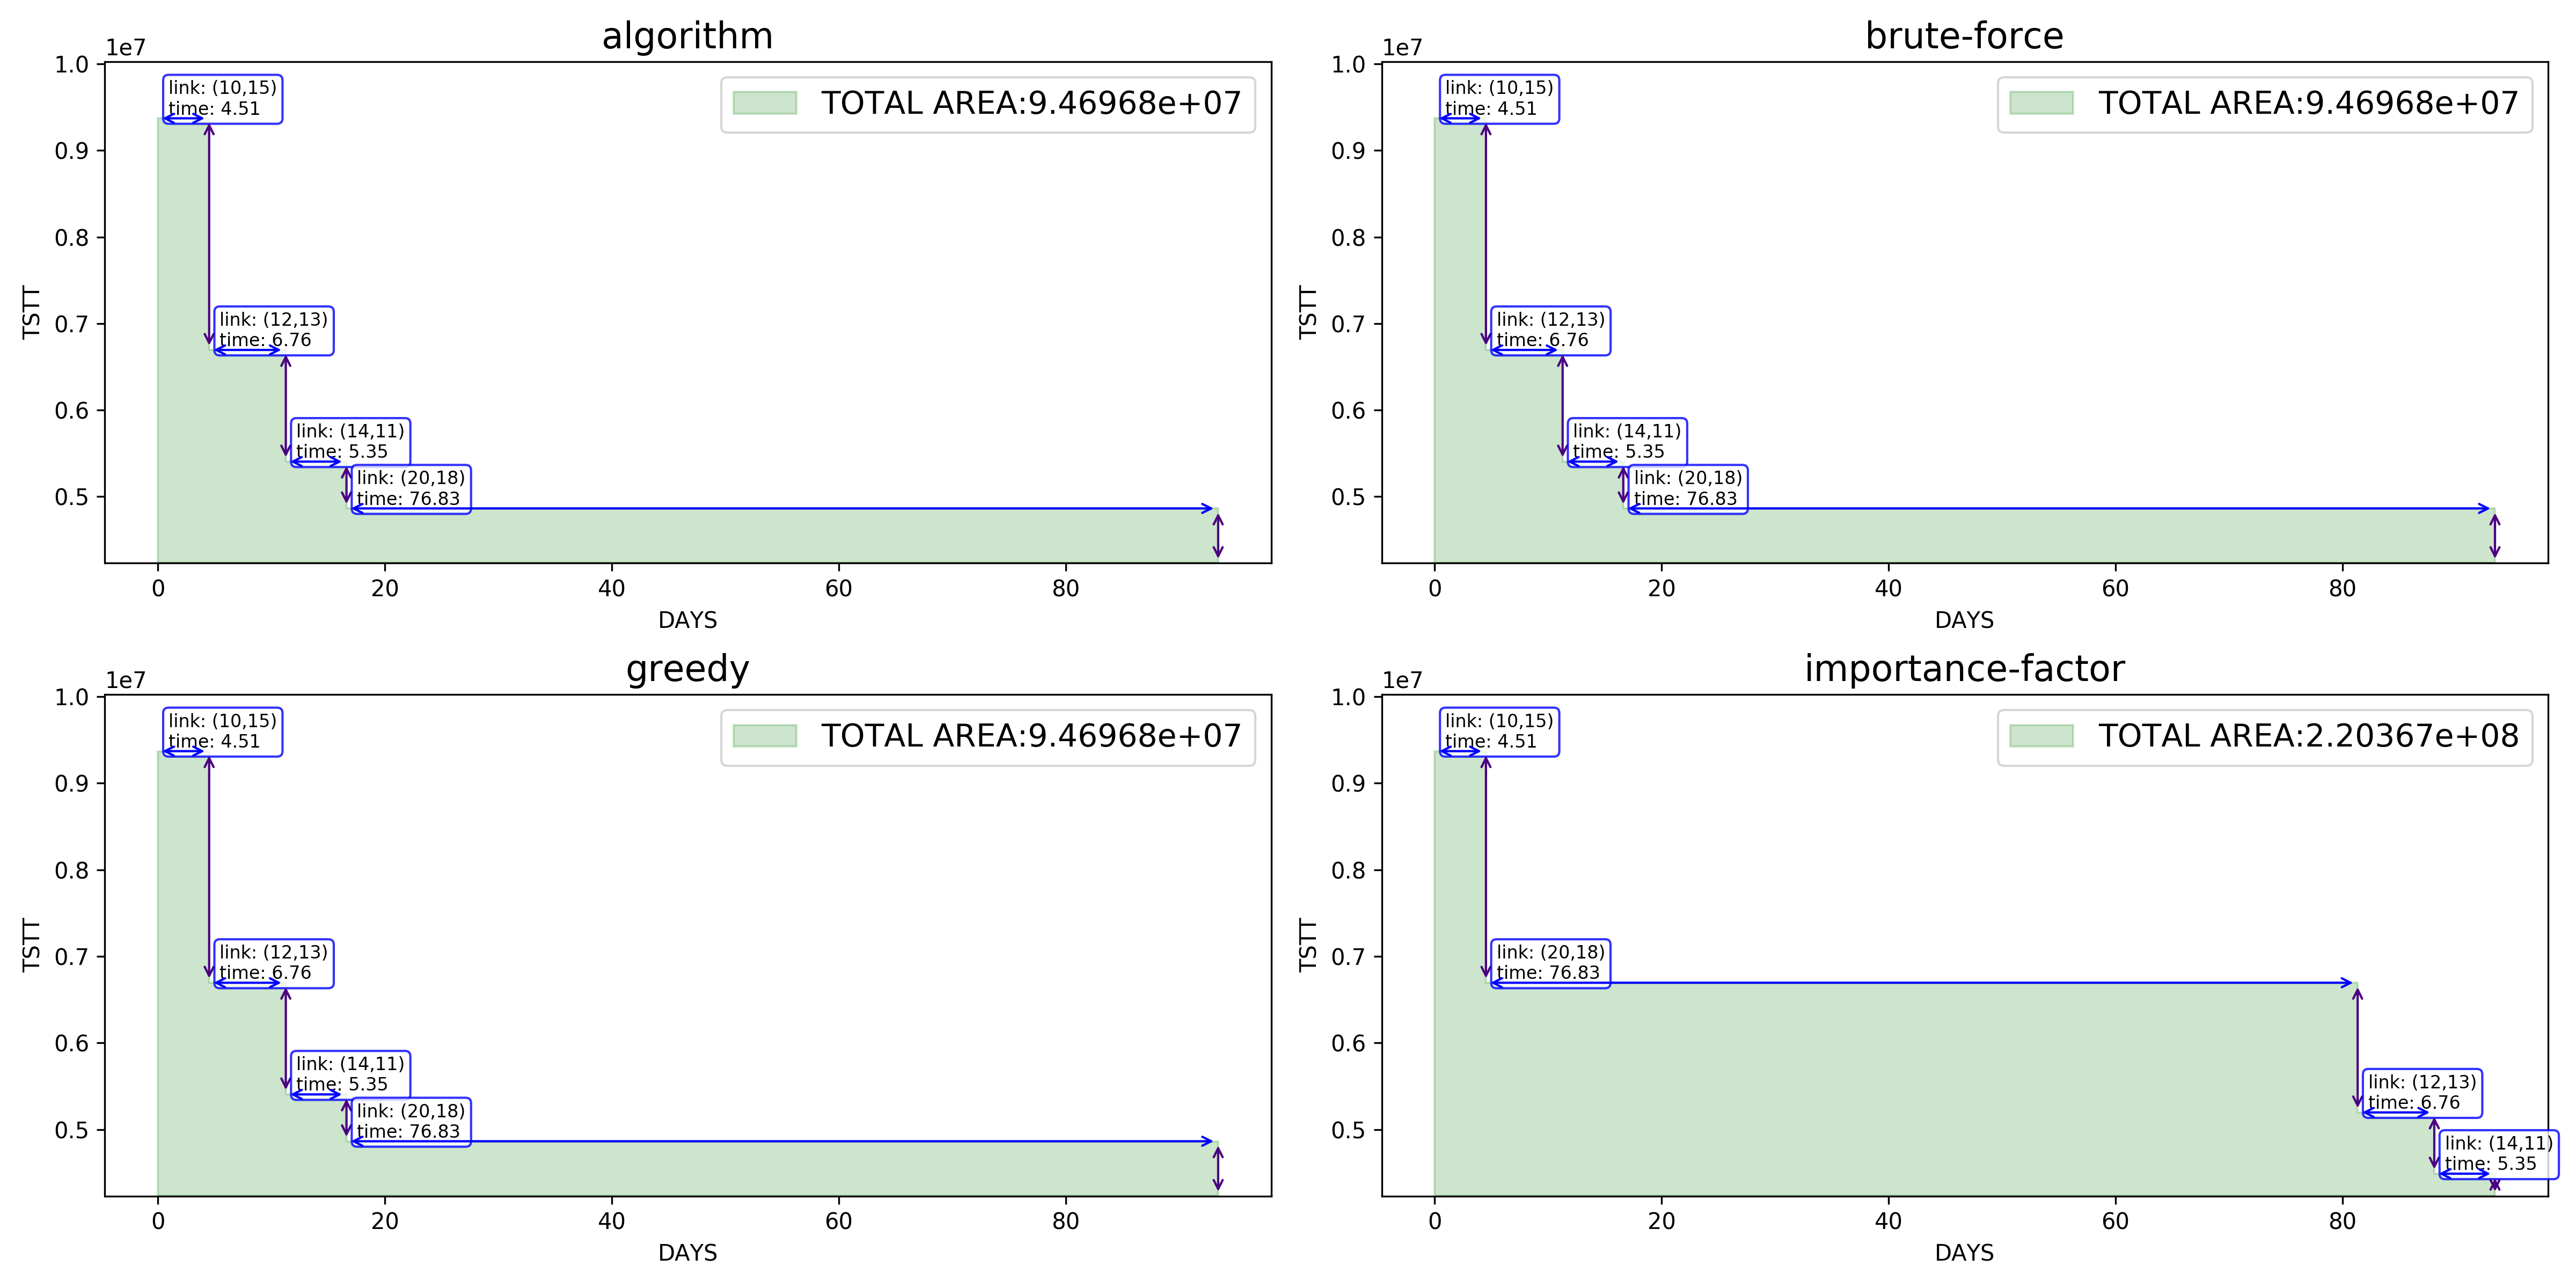 algorithm
1e7
1.0
0.9
0.8
0.7
0.6
0.5
TSTT
link: (10,15)
time: 4.51
TOTAL AREA:9.46968e+07
link: (12,13)
time: 6.76
link: (14,11)
time: 5.35
link: (20,18)
time: 76.83
0 20 40 60 80
DAYS
brute-force
1e7
1.0
0.9
0.8
0.7
0.6
0.5
TSTT
link: (10,15)
time: 4.51
TOTAL AREA:9.46968e+07
link: (12,13)
time: 6.76
link: (14,11)
time: 5.35
link: (20,18)
time: 76.83
0 20 40 60 80
DAYS
greedy
1e7
1.0
0.9
0.8
0.7
0.6
0.5
TSTT
link: (10,15)
time: 4.51
TOTAL AREA:9.46968e+07
link: (12,13)
time: 6.76
link: (14,11)
time: 5.35
link: (20,18)
time: 76.83
0 20 40 60 80
DAYS
importance-factor
1e7
1.0
0.9
0.8
0.7
0.6
0.5
TSTT
link: (10,15)
time: 4.51
TOTAL AREA:2.20367e+08
link: (20,18)
time: 76.83
link: (12,13)
time: 6.76
link: (14,11)
time: 5.35
0 20 40 60 80
DAYS